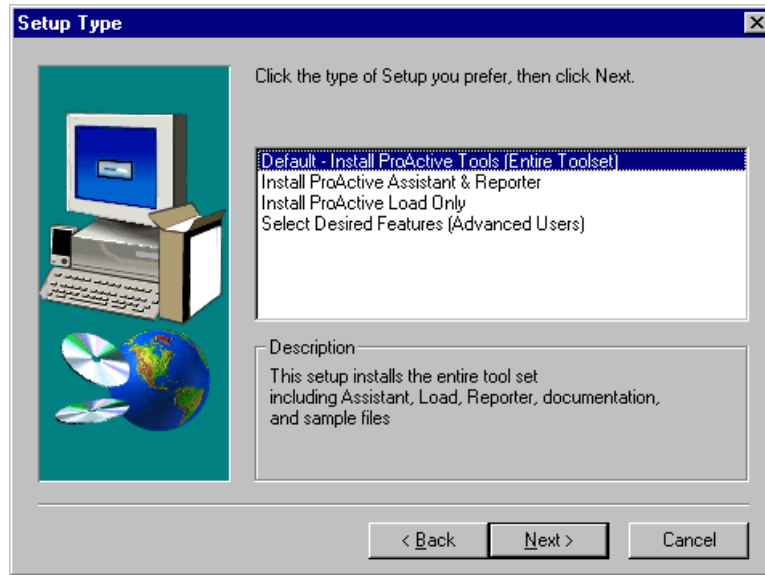 Setup Type
Click the type of Setup you prefer, then click Next.
Default - Install ProActive Tools (Entire Toolset)
Install ProActive Assistant & Reporter
Install ProActive Load Only
Select Desired Features (Advanced Users)
Description
This setup installs the entire tool set
including Assistant, Load, Reporter, documentation,
and sample files
< Back
Next >
Cancel